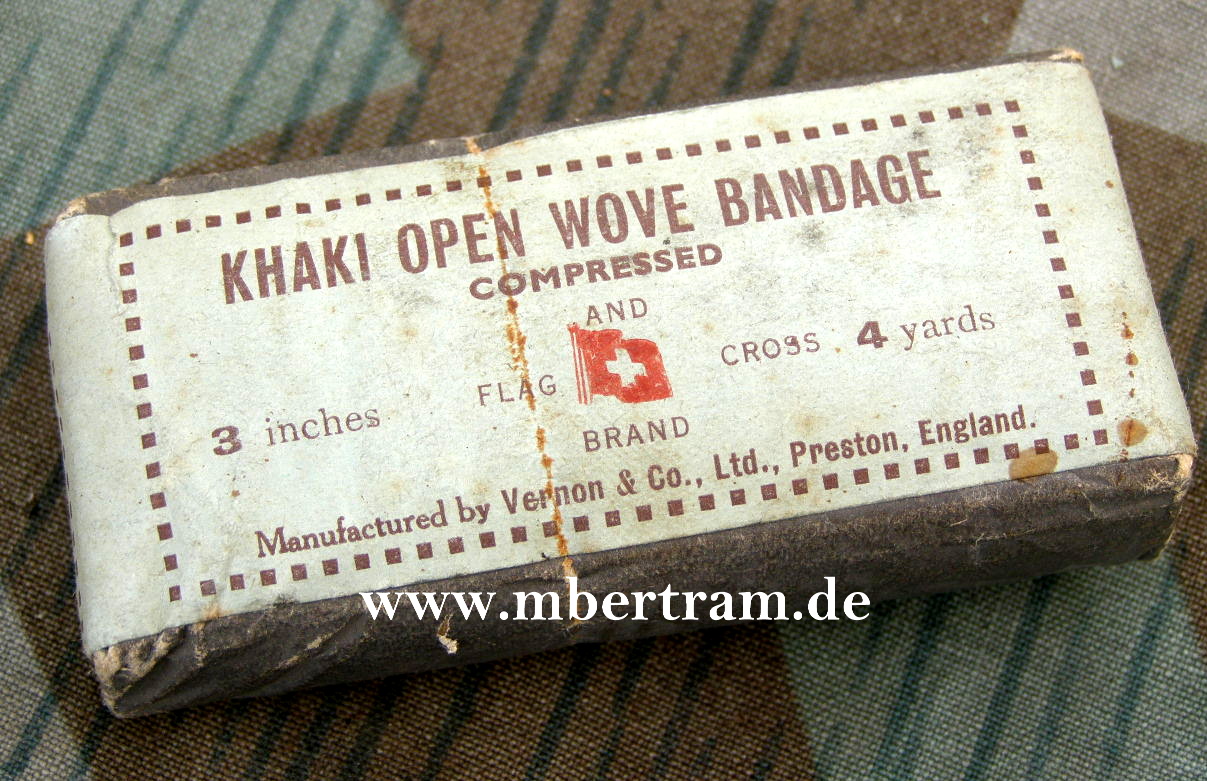 KHAKI OPEN WOVE BANDAGE
COMPRESSED
AND
FLAG CROSS
BRAND
3 inches
4 yards
Manufactured by Vernon & Co., Ltd., Preston, England.
www.mbertram.de